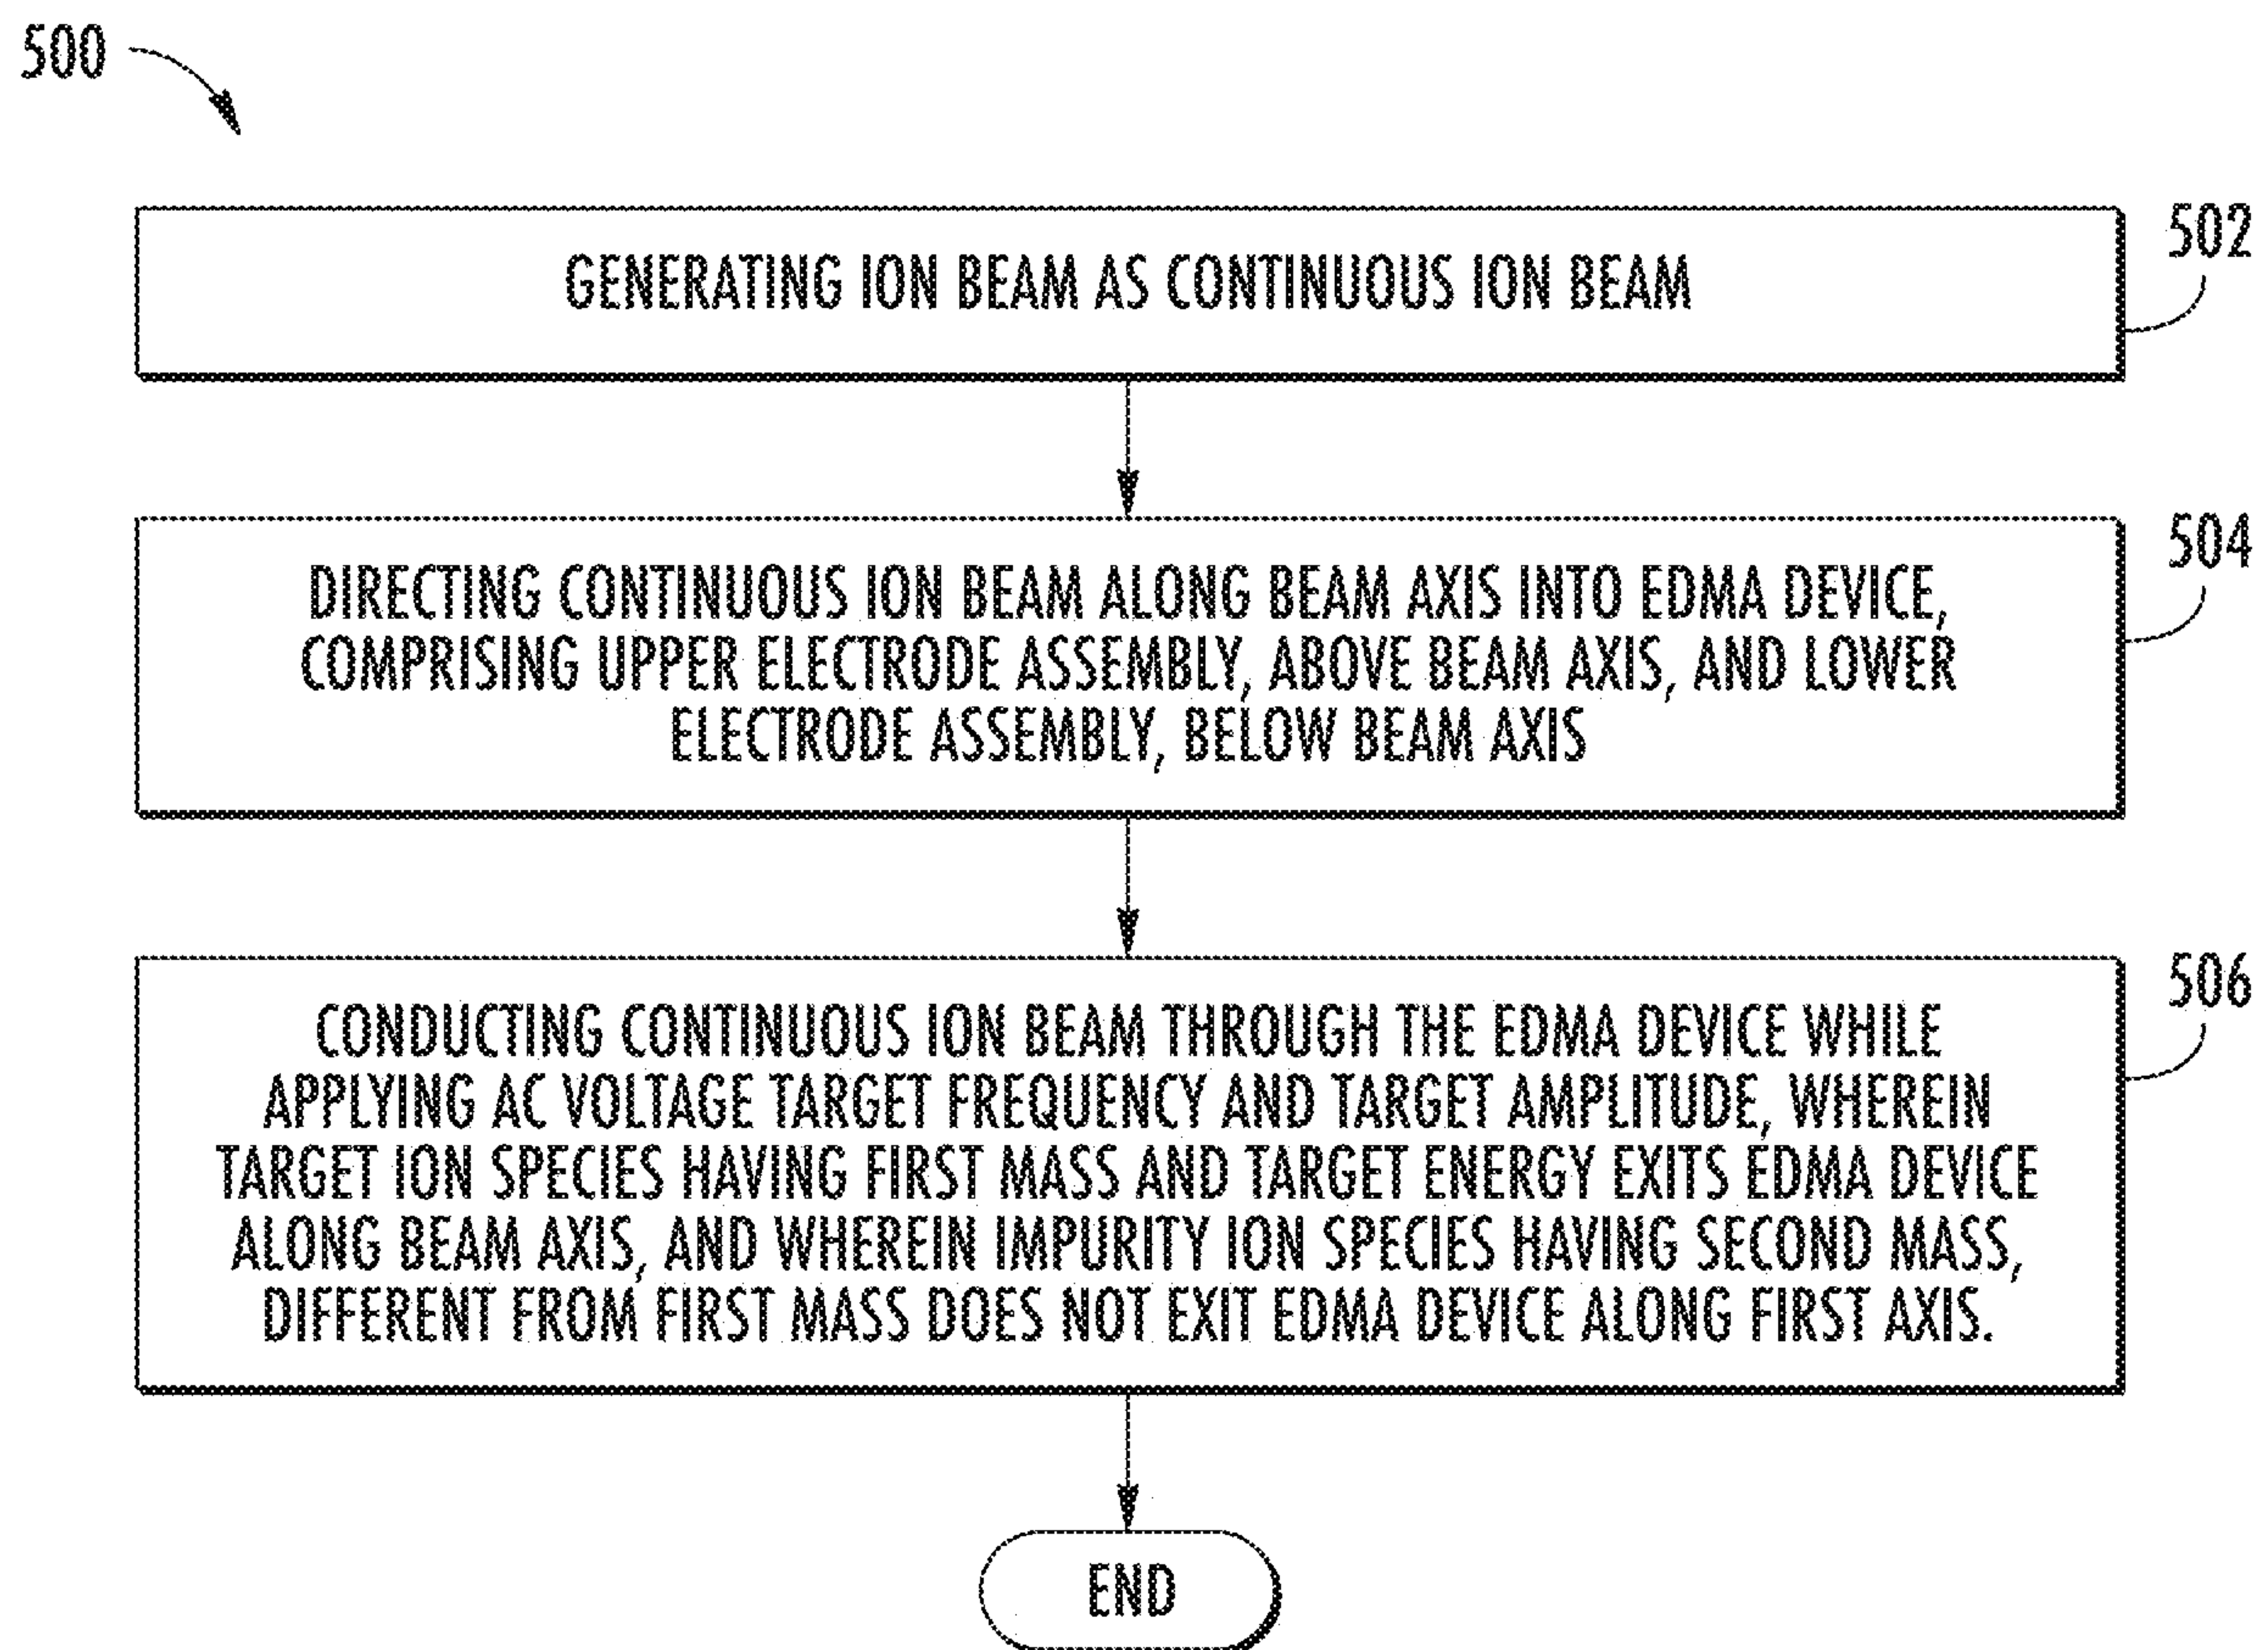 500
502
GENERATING ION BEAM AS CONTINUOUS ION BEAM
504
DIRECTING CONTINUOUS ION BEAM ALONG BEAM AXIS INTO EDMA DEVICE,
COMPRISING UPPER ELECTRODE ASSEMBLY, ABOVE BEAM AXIS, AND LOWER
ELECTRODE ASSEMBLY, BELOW BEAM AXIS
506
CONDUCTING CONTINUOUS ION BEAM THROUGH THE EDMA DEVICE WHILE
APPLYING AC VOLTAGE TARGET FREQUENCY AND TARGET AMPLITUDE, WHEREIN
TARGET ION SPECIES HAVING FIRST MASS AND TARGET ENERGY EXITS EDMA DEVICE
ALONG BEAM AXIS, AND WHEREIN IMPURITY ION SPECIES HAVING SECOND MASS,
DIFFERENT FROM FIRST MASS DOES NOT EXIT EDMA DEVICE ALONG FIRST AXIS.
END